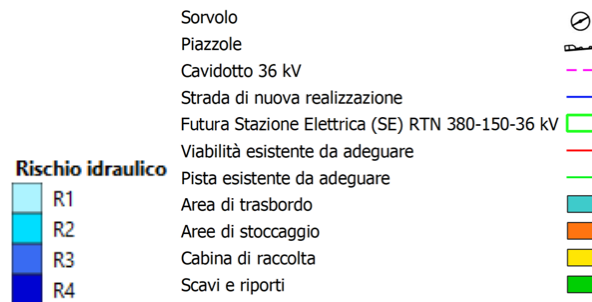 Sorvolo
Piazzole
Cavidotto 36 kV
Strada di nuova realizzazione
Futura Stazione Elettrica (SE) RTN 380-150-36 kV
Viabilità esistente da adeguare
Pista esistente da adeguare
Area di trasbordo
Aree di stoccaggio
Cabina di raccolta
Scavi e riporti
Rischio idraulico
R1
R2
R3
R4